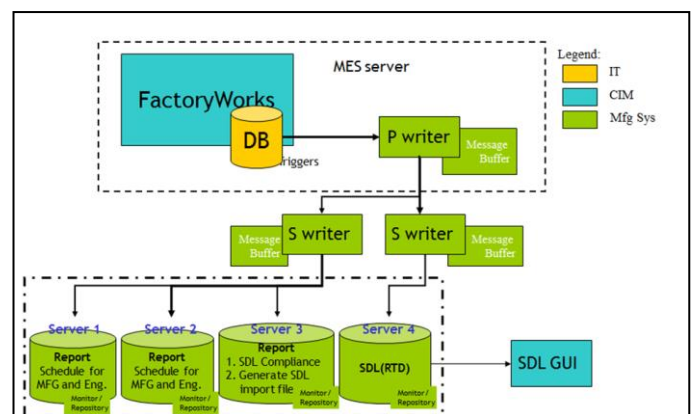 MES server
Legend:
IT
CIM
Mfg Sys
FactoryWorks
DB
Triggers
P writer
Message
Buffer
S writer
Message
Buffer
S writer
Message
Buffer
Server 1
Report
Schedule for
MFG and Eng.
Monitor/
Repository
Server 2
Report
Schedule for
MFG and Eng.
Monitor/
Repository
Server 3
Report
1. SDL Compliance
2. Generate SDL
import file
Monitor/
Repository
Server 4
SDL(RTD)
Monitor/
Repository
SDL GUI